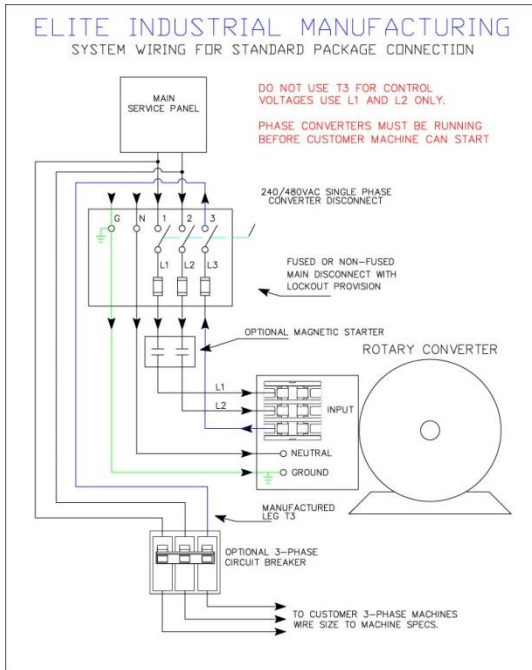 ELITE INDUSTRIAL MANUFACTURING
SYSTEM WIRING FOR STANDARD PACKAGE CONNECTION
MAIN
SERVICE PANEL
DO NOT USE T3 FOR CONTROL
VOLTAGES USE L1 AND L2 ONLY.
PHASE CONVERTERS MUST BE RUNNING
BEFORE CUSTOMER MACHINE CAN START
240/480VAC SINGLE PHASE
CONVERTER DISCONNECT
G N 1 2 3
L1 L2 L3
FUSED OR NON-FUSED
MAIN DISCONNECT WITH
LOCKOUT PROVISION
OPTIONAL MAGNETIC STARTER
ROTARY CONVERTER
L1
L2
INPUT
NEUTRAL
GROUND
MANUFACTURED
LEG T3
OPTIONAL 3-PHASE
CIRCUIT BREAKER
TO CUSTOMER 3-PHASE MACHINES
WIRE SIZE TO MACHINE SPECS.